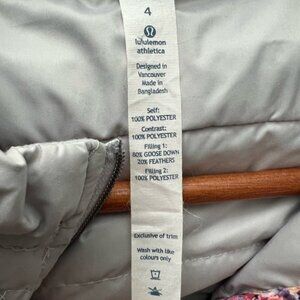 4
lululemon
athletica
Designed in
Vancouver
Made in
Bangladesh
Self:
100% POLYESTER
Contrast:
100% POLYESTER
Filling 1:
80% GOOSE DOWN
20% FEATHERS
Filling 2:
100% POLYESTER
Exclusive of trim
Wash with like
colours only